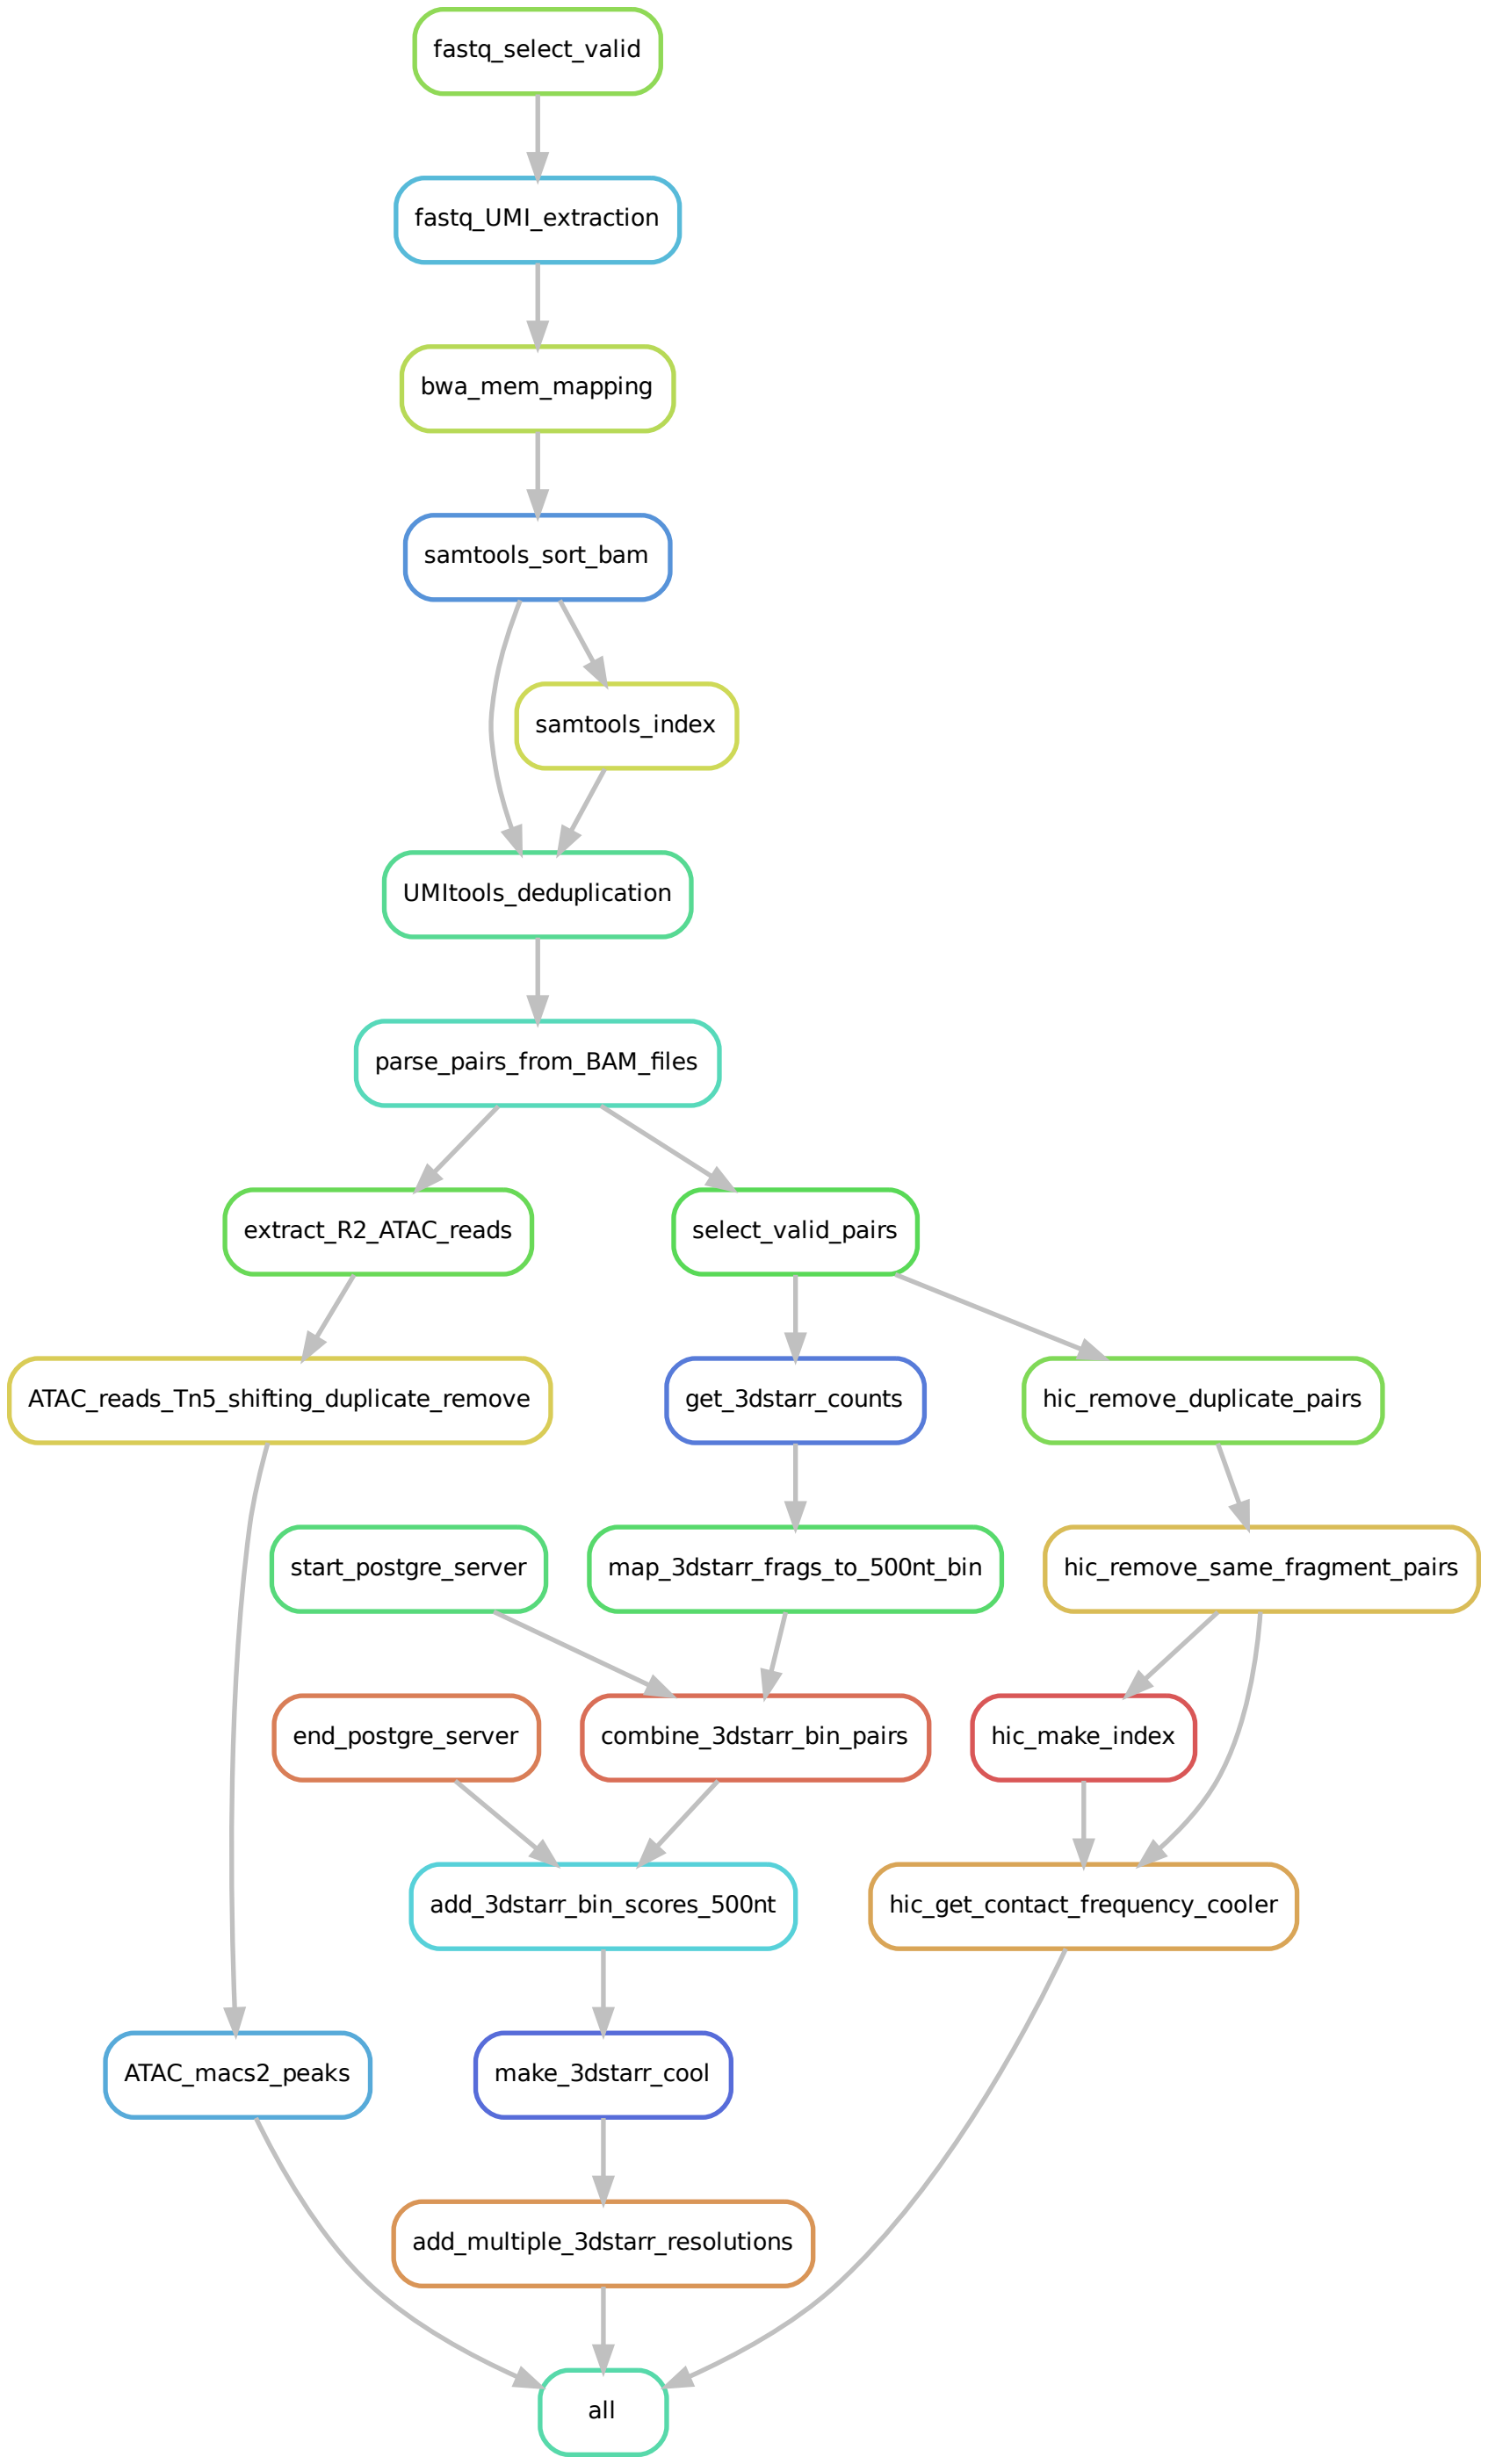 fastq_select_valid
fastq_UMI_extraction
bwa_mem_mapping
samtools_sort_bam
samtools_index
UMItools_deduplication
parse_pairs_from_BAM_files
extract_R2_ATAC_reads
select_valid_pairs
ATAC_reads_Tn5_shifting_duplicate_remove
get_3dstarr_counts
hic_remove_duplicate_pairs
start_postgre_server
map_3dstarr_frags_to_500nt_bin
hic_remove_same_fragment_pairs
end_postgre_server
combine_3dstarr_bin_pairs
hic_make_index
add_3dstarr_bin_scores_500nt
hic_get_contact_frequency_cooler
ATAC_macs2_peaks
make_3dstarr_cool
add_multiple_3dstarr_resolutions
all